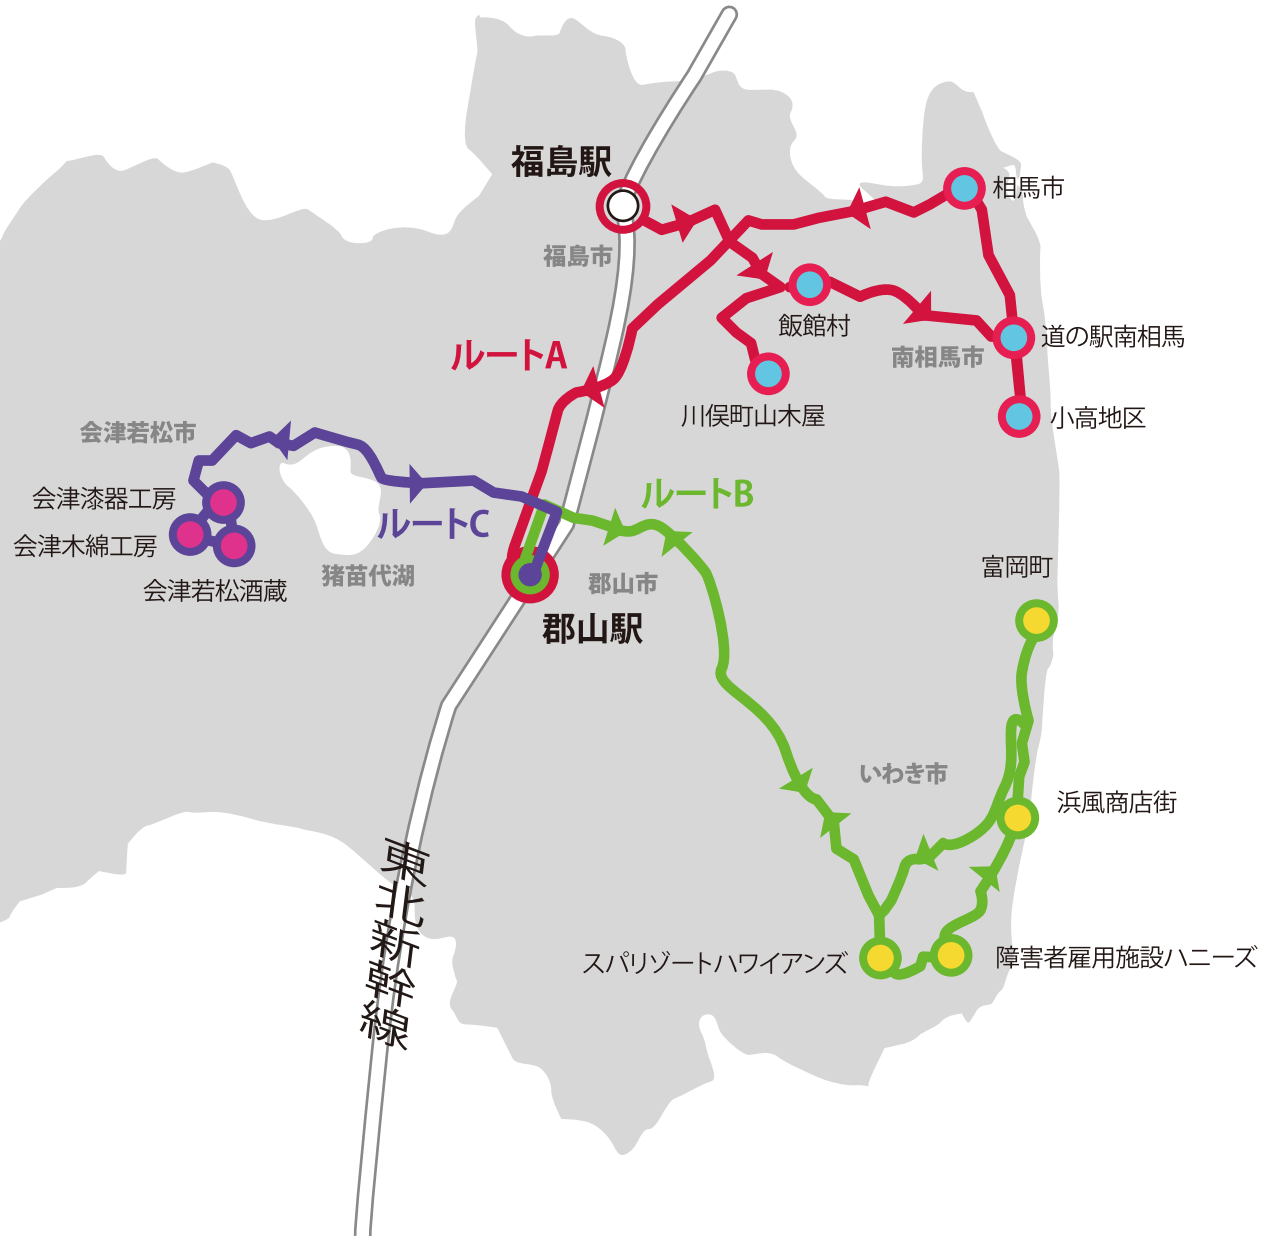 福島駅
相馬市
福島市
飯館村
道の駅南相馬
ルートA
南相馬市
川俣町山木屋
小高地区
会津若松市
会津漆器工房
ルートB
ルートC
会津木綿工房
猪苗代湖
郡山市
富岡町
会津若松酒蔵
郡山駅
いわき市
浜風商店街
東北新幹線
スパリゾートハワイアンズ
障害者雇用施設ハニーズ